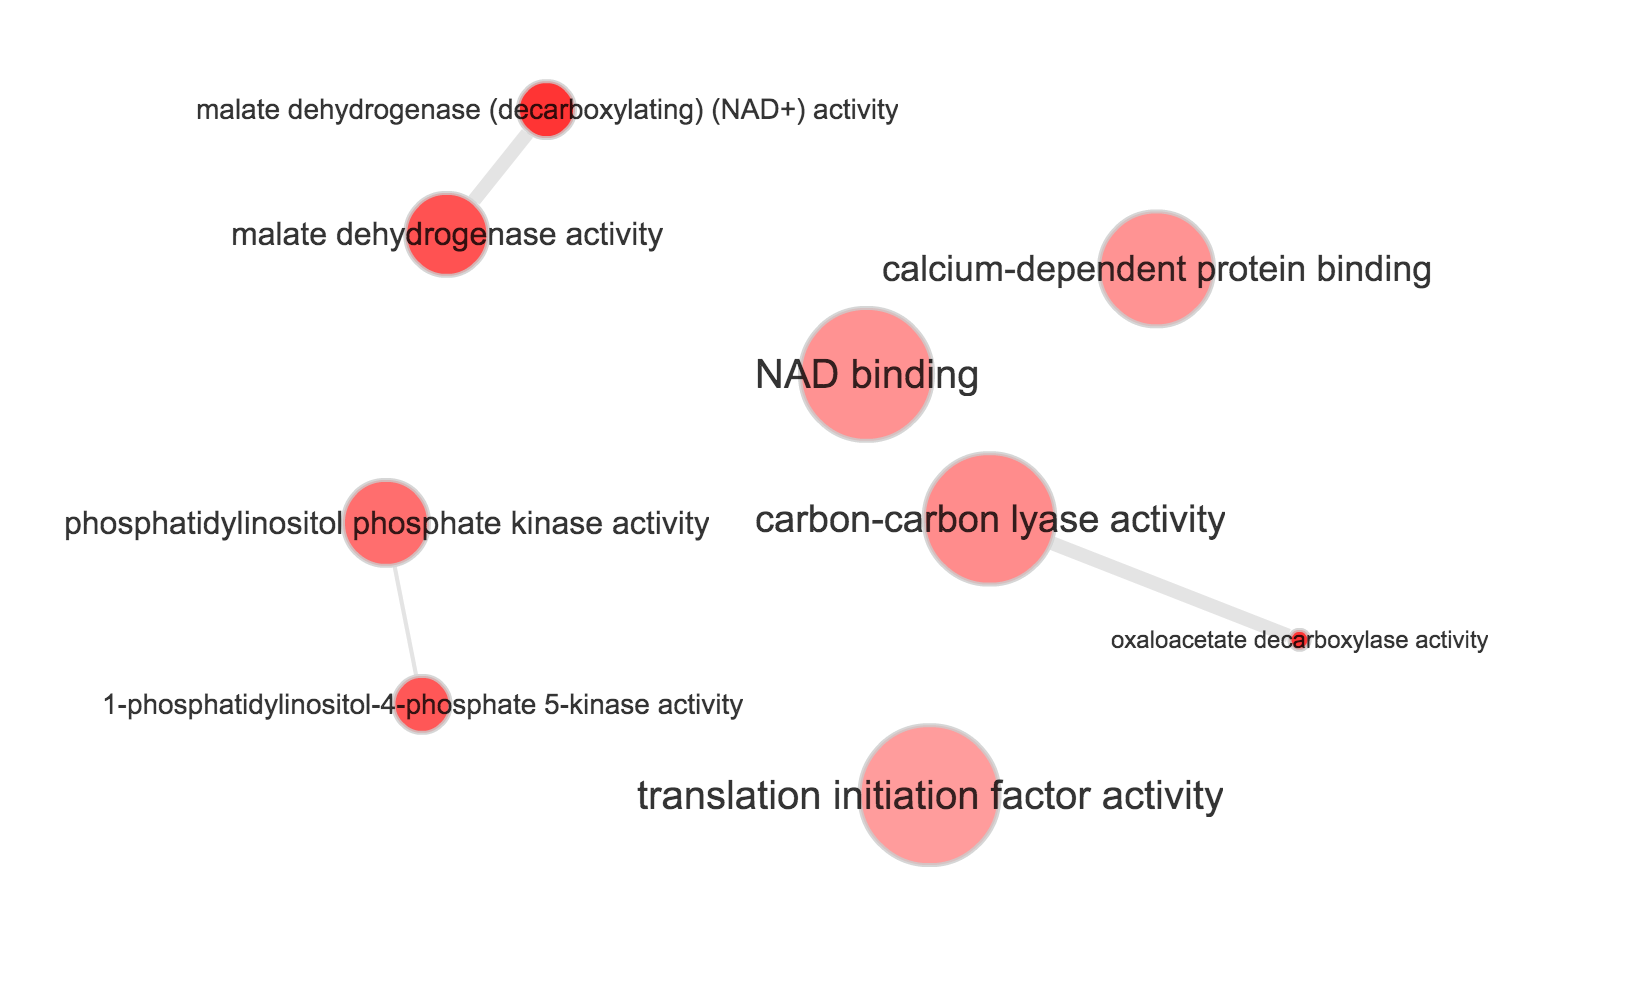 malate dehydrogenase (decarboxylating) (NAD+) activity
malate dehydrogenase activity
calcium-dependent protein binding
NAD binding
phosphatidylinositol phosphate kinase activity
carbon-carbon lyase activity
oxaloacetate decarboxylase activity
1-phosphatidylinositol-4-phosphate 5-kinase activity
translation initiation factor activity